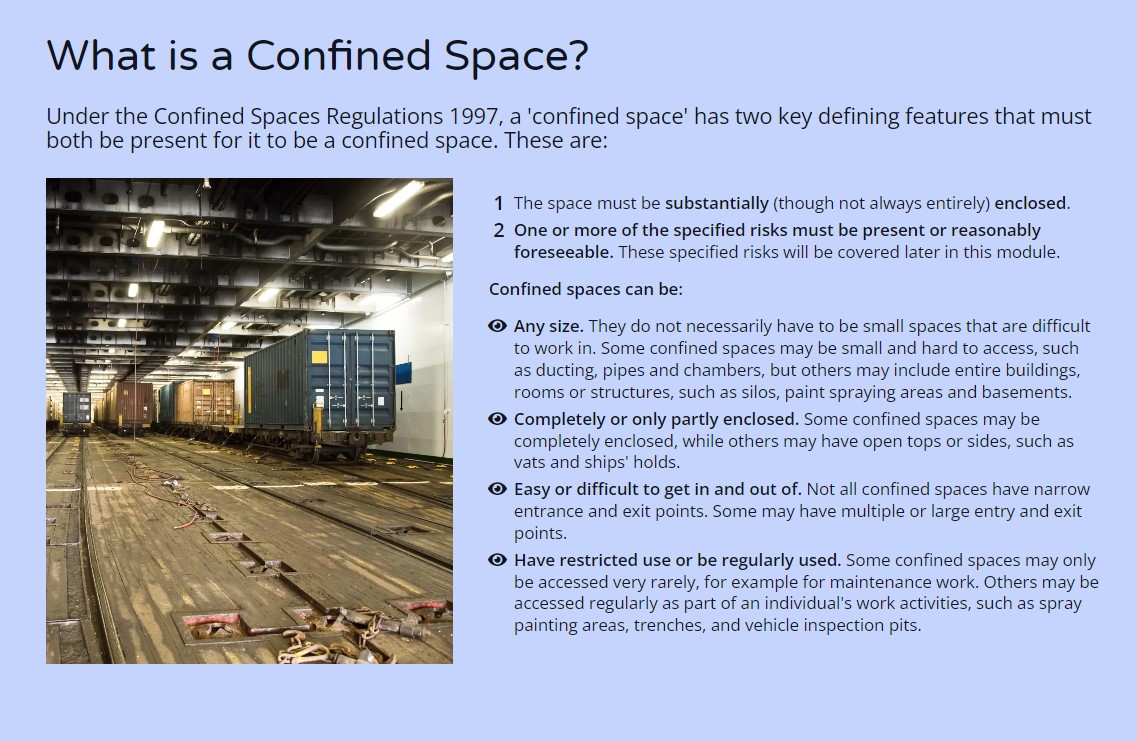 What is a Confined Space?
Under the Confined Spaces Regulations 1997, a 'confined space' has two key defining features that must
both be present for it to be a confined space. These are:
1 The space must be substantially (though not always entirely) enclosed.
2 One or more of the specified risks must be present or reasonably
foreseeable. These specified risks will be covered later in this module.
Confined spaces can be:
Any size. They do not necessarily have to be small spaces that are difficult
to work in. Some confined spaces may be small and hard to access, such
as ducting, pipes and chambers, but others may include entire buildings,
rooms or structures, such as silos, paint spraying areas and basements.
Completely or only partly enclosed. Some confined spaces may be
completely enclosed, while others may have open tops or sides, such as
vats and ships' holds.
Easy or difficult to get in and out of. Not all confined spaces have narrow
entrance and exit points. Some may have multiple or large entry and exit
points.
Have restricted use or be regularly used. Some confined spaces may only
be accessed very rarely, for example for maintenance work. Others may be
accessed regularly as part of an individual's work activities, such as spray
painting areas, trenches, and vehicle inspection pits.